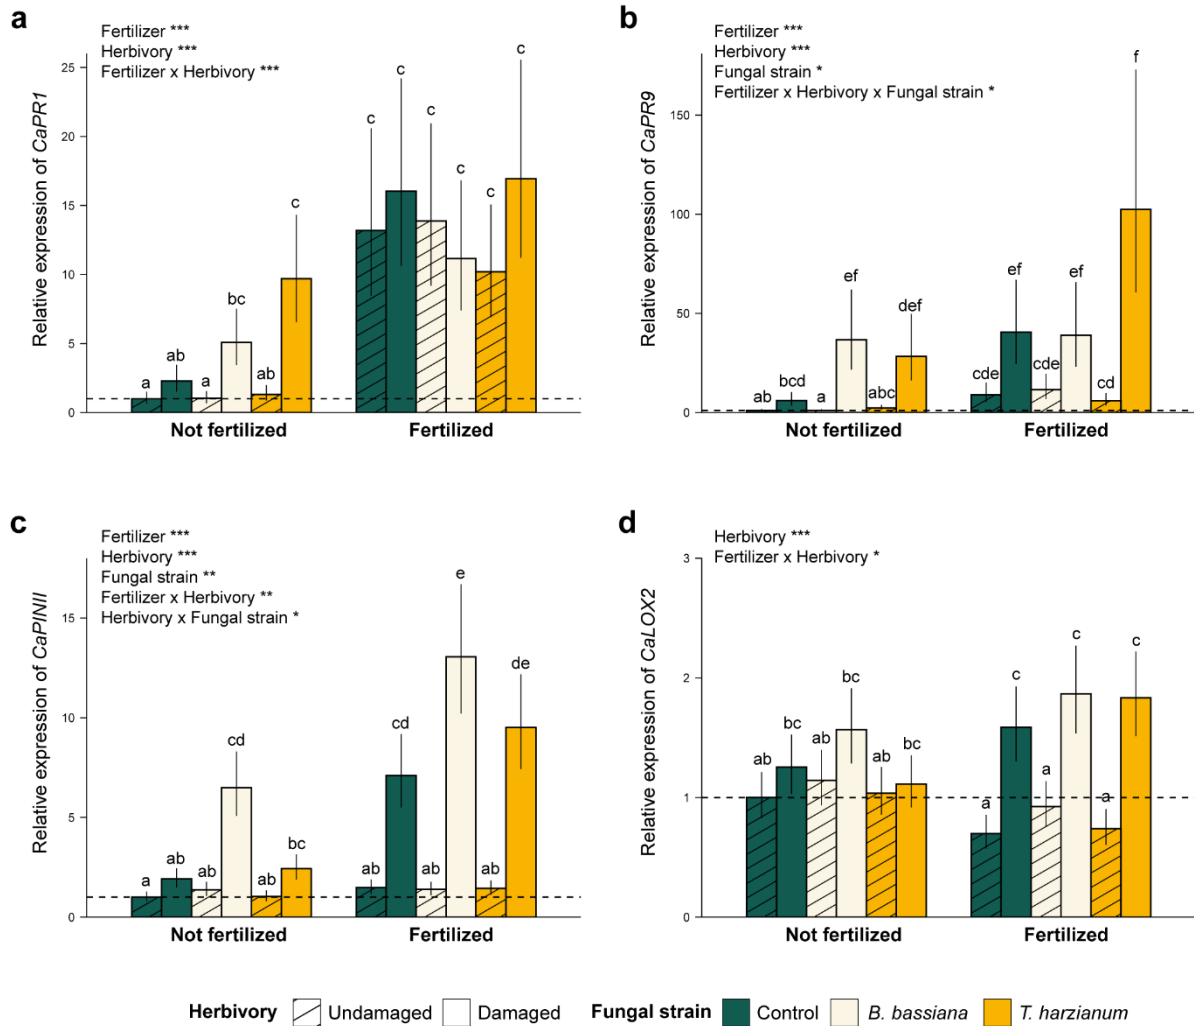 a
Fertilizer ***
Herbivory ***
Fertilizer x Herbivory ***
Relative expression of CaPR1
25
20
15
10
5
0
a
ab
a
bc
ab
c
c
c
c
c
c
c
Not fertilized
Fertilized
b
Fertilizer ***
Herbivory ***
Fungal strain *
Fertilizer x Herbivory x Fungal strain *
Relative expression of CaPR9
150
100
50
0
ab
bcd
a
ef
abc
def
cde
ef
cde
ef
cd
f
Not fertilized
Fertilized
c
Fertilizer ***
Herbivory ***
Fungal strain **
Fertilizer x Herbivory **
Herbivory x Fungal strain *
Relative expression of CaPINII
15
10
5
0
a
ab
ab
cd
ab
bc
ab
cd
ab
e
ab
de
Not fertilized
Fertilized
d
Herbivory ***
Fertilizer x Herbivory *
Relative expression of CaLOX2
3
2
1
0
ab
bc
ab
bc
ab
bc
a
c
a
c
a
c
Not fertilized
Fertilized
Herbivory Undamaged Damaged Fungal strain Control B. bassiana T. harzianum